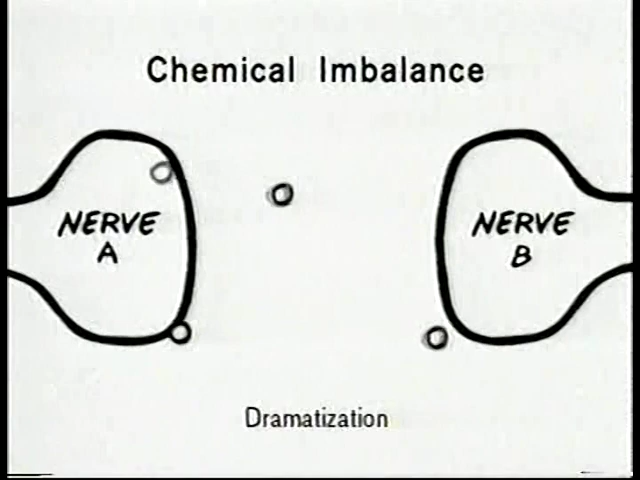 Chemical Imbalance
NERVE
A
NERVE
B
Dramatization